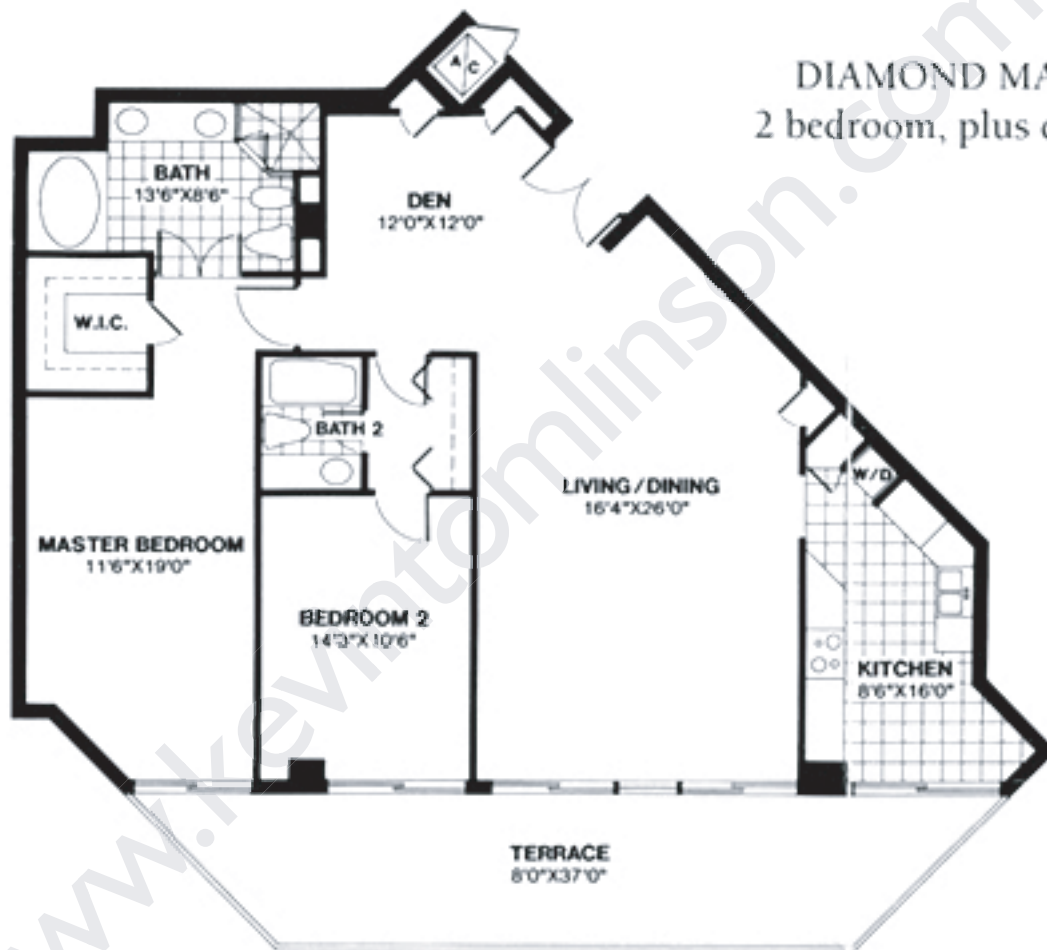 DIAMOND MA
2 bedroom, plus
A/C
BATH
13'6"X8'6"
DEN
12'0"X12'0"
W.I.C.
BATH 2
W/D
LIVING/DINING
16'4"X26'0"
MASTER BEDROOM
11'6"X19'0"
BEDROOM 2
14'3"X10'6"
KITCHEN
8'6"X16'0"
TERRACE
8'0"X37'0"
www.kevintomlinson.com